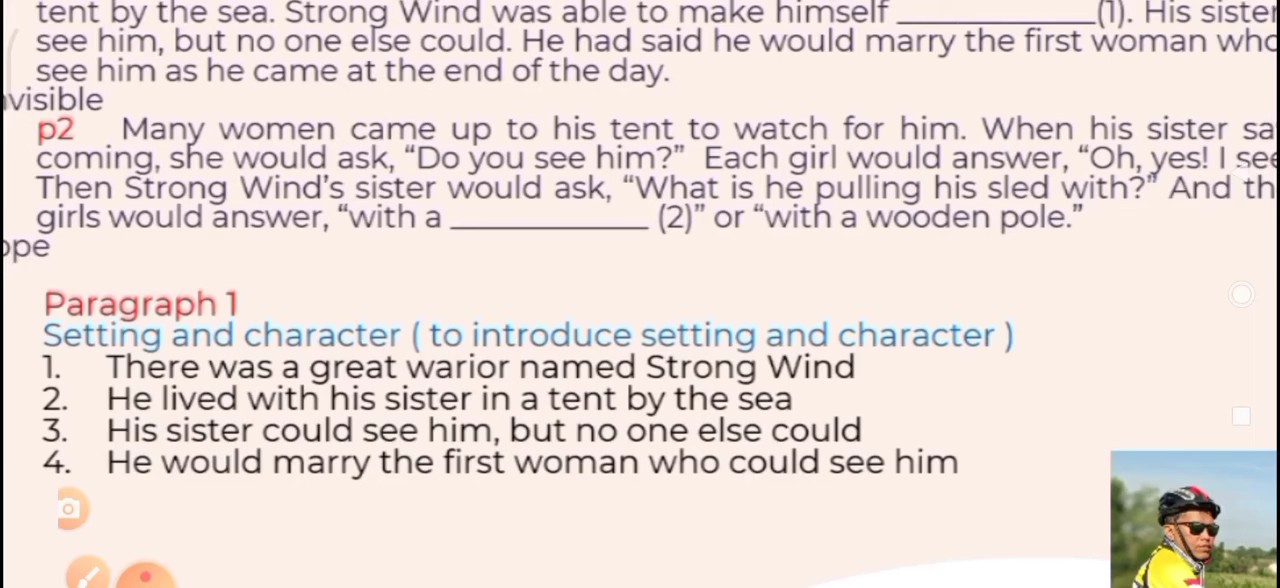 tent by the sea. Strong Wind was able to make himself ____________(1). His sister
see him, but no one else could. He had said he would marry the first woman who
see him as he came at the end of the day.
nvisible
p2 Many women came up to his tent to watch for him. When his sister sa
coming, she would ask, “Do you see him?” Each girl would answer, “Oh, yes! I see
Then Strong Wind’s sister would ask, “What is he pulling his sled with?” And th
girls would answer, “with a ____________ (2)” or “with a wooden pole.”
ope
Paragraph 1
Setting and character ( to introduce setting and character )
1. There was a great warior named Strong Wind
2. He lived with his sister in a tent by the sea
3. His sister could see him, but no one else could
4. He would marry the first woman who could see him